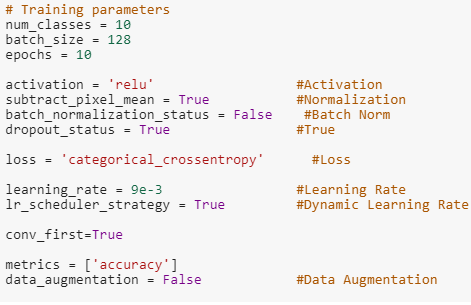 # Training parameters
num_classes = 10
batch_size = 128
epochs = 10
activation = 'relu' #Activation
subtract_pixel_mean = True #Normalization
batch_normalization_status = False #Batch Norm
dropout_status = True #True
loss = 'categorical_crossentropy' #Loss
learning_rate = 9e-3 #Learning Rate
lr_scheduler_strategy = True #Dynamic Learning Rate
conv_first=True
metrics = ['accuracy']
data_augmentation = False #Data Augmentation